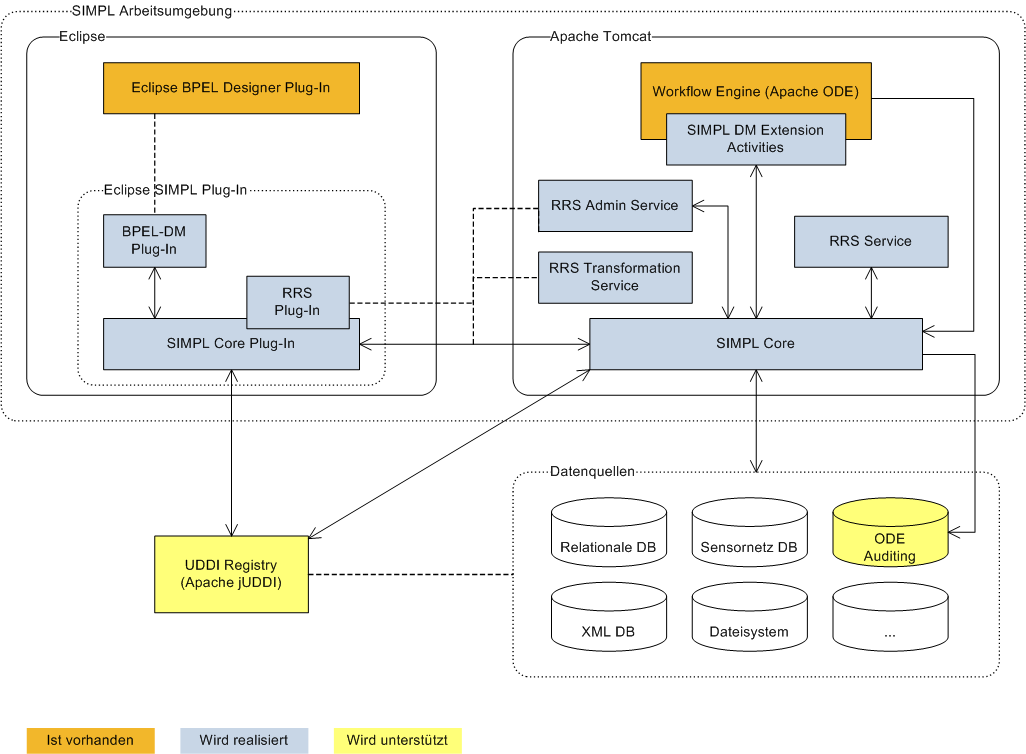 SIMPL Arbeitsumgebung
Eclipse
Eclipse BPEL Designer Plug-In
Eclipse SIMPL Plug-In
BPEL-DM
Plug-In
RRS
Plug-In
SIMPL Core Plug-In
Apache Tomcat
Workflow Engine (Apache ODE)
SIMPL DM Extension
Activities
RRS Admin Service
RRS Service
RRS Transformation
Service
SIMPL Core
UDDI Registry
(Apache jUDDI)
Datenquellen
Relationale DB
Sensornetz DB
ODE
Auditing
XML DB
Dateisystem
...
Ist vorhanden
Wird realisiert
Wird unterstützt